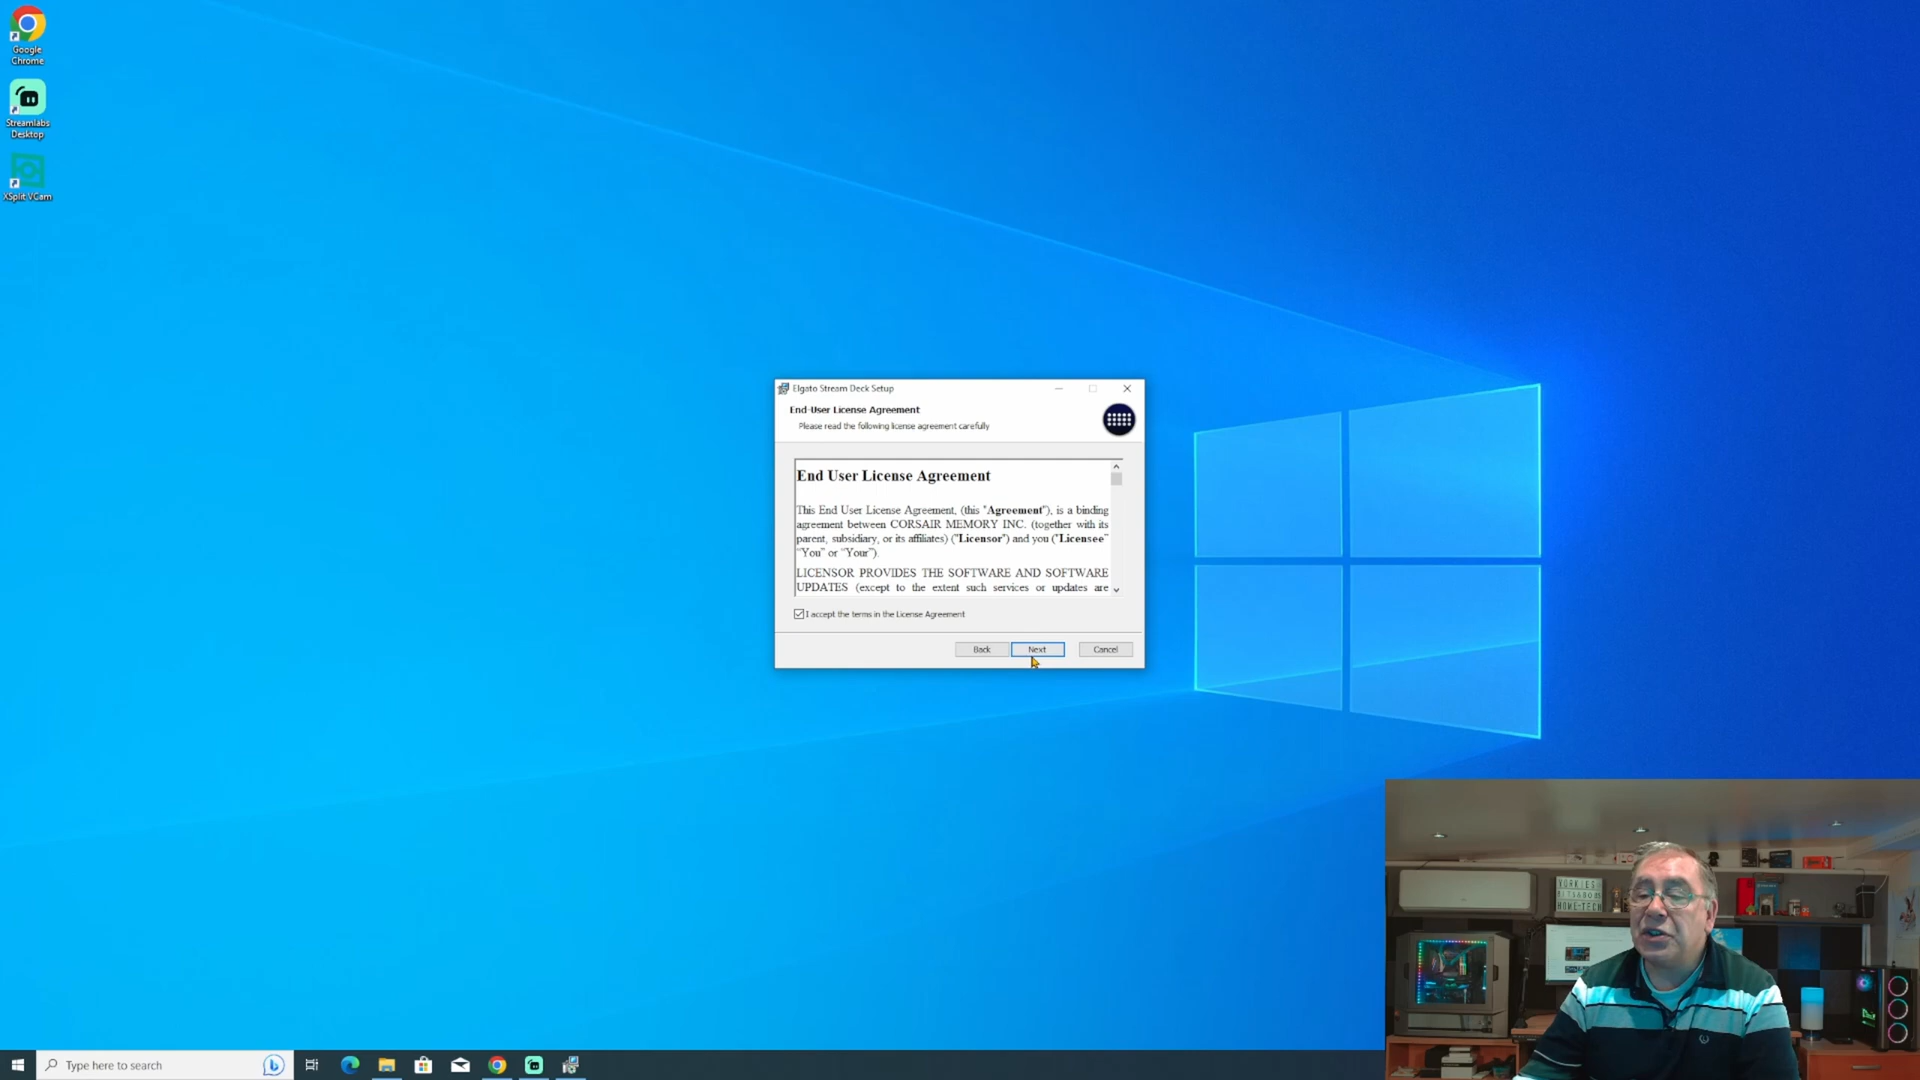 Google
Chrome
Streamlabs
Desktop
XSplit VCam
Elgato Stream Deck Setup
End-User License Agreement
Please read the following license agreement carefully
End User License Agreement
This End User License Agreement, (this "Agreement"), is a binding
agreement between CORSAIR MEMORY INC. (together with its
parent, subsidiary, or its affiliates) ("Licensor") and you ("Licensee"
"You" or "Your").
LICENSOR PROVIDES THE SOFTWARE AND SOFTWARE
UPDATES (except to the extent such services or updates are
I accept the terms in the License Agreement
Back Next Cancel
YORKIES
HOME-TECH
Type here to search